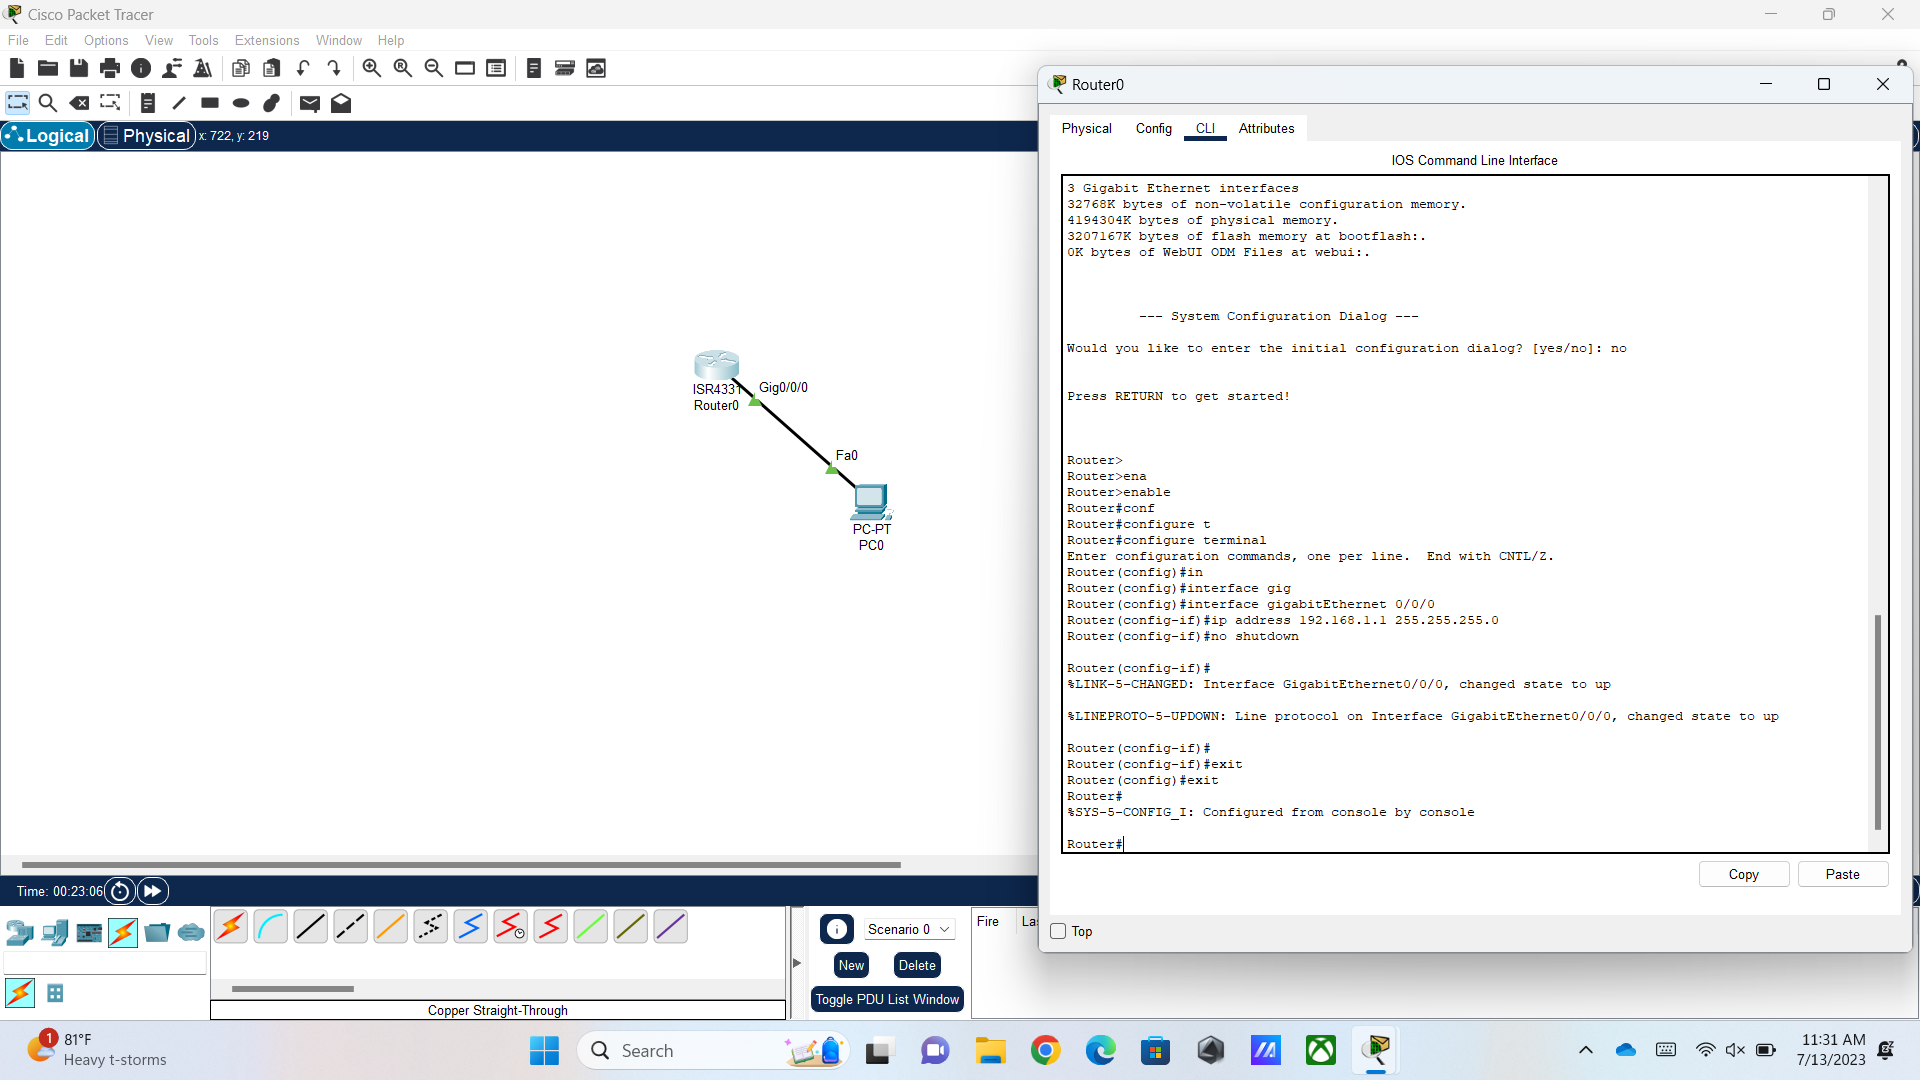 Cisco Packet Tracer
File Edit Options View Tools Extensions Window Help
Logical Physical x: 722, y: 219
ISR4331
Router0
Gig0/0/0
Fa0
PC-PT
PC0
Router0
Physical Config CLI Attributes
IOS Command Line Interface
3 Gigabit Ethernet interfaces
32768K bytes of non-volatile configuration memory.
4194304K bytes of physical memory.
3207167K bytes of flash memory at bootflash:.
0K bytes of WebUI ODM Files at webui:.
--- System Configuration Dialog ---
Would you like to enter the initial configuration dialog? [yes/no]: no
Press RETURN to get started!
Router>
Router>ena
Router>enable
Router#conf
Router#configure t
Router#configure terminal
Enter configuration commands, one per line.  End with CNTL/Z.
Router(config)#in
Router(config)#interface gig
Router(config)#interface gigabitEthernet 0/0/0
Router(config-if)#ip address 192.168.1.1 255.255.255.0
Router(config-if)#no shutdown
Router(config-if)#
%LINK-5-CHANGED: Interface GigabitEthernet0/0/0, changed state to up
%LINEPROTO-5-UPDOWN: Line protocol on Interface GigabitEthernet0/0/0, changed state to up
Router(config-if)#
Router(config-if)#exit
Router(config)#exit
Router#
%SYS-5-CONFIG_I: Configured from console by console
Router#
Copy Paste
Top
Time: 00:23:06
Scenario 0
New Delete
Toggle PDU List Window
Fire
Copper Straight-Through
1
81°F
Heavy t-storms
Search
11:31 AM
7/13/2023